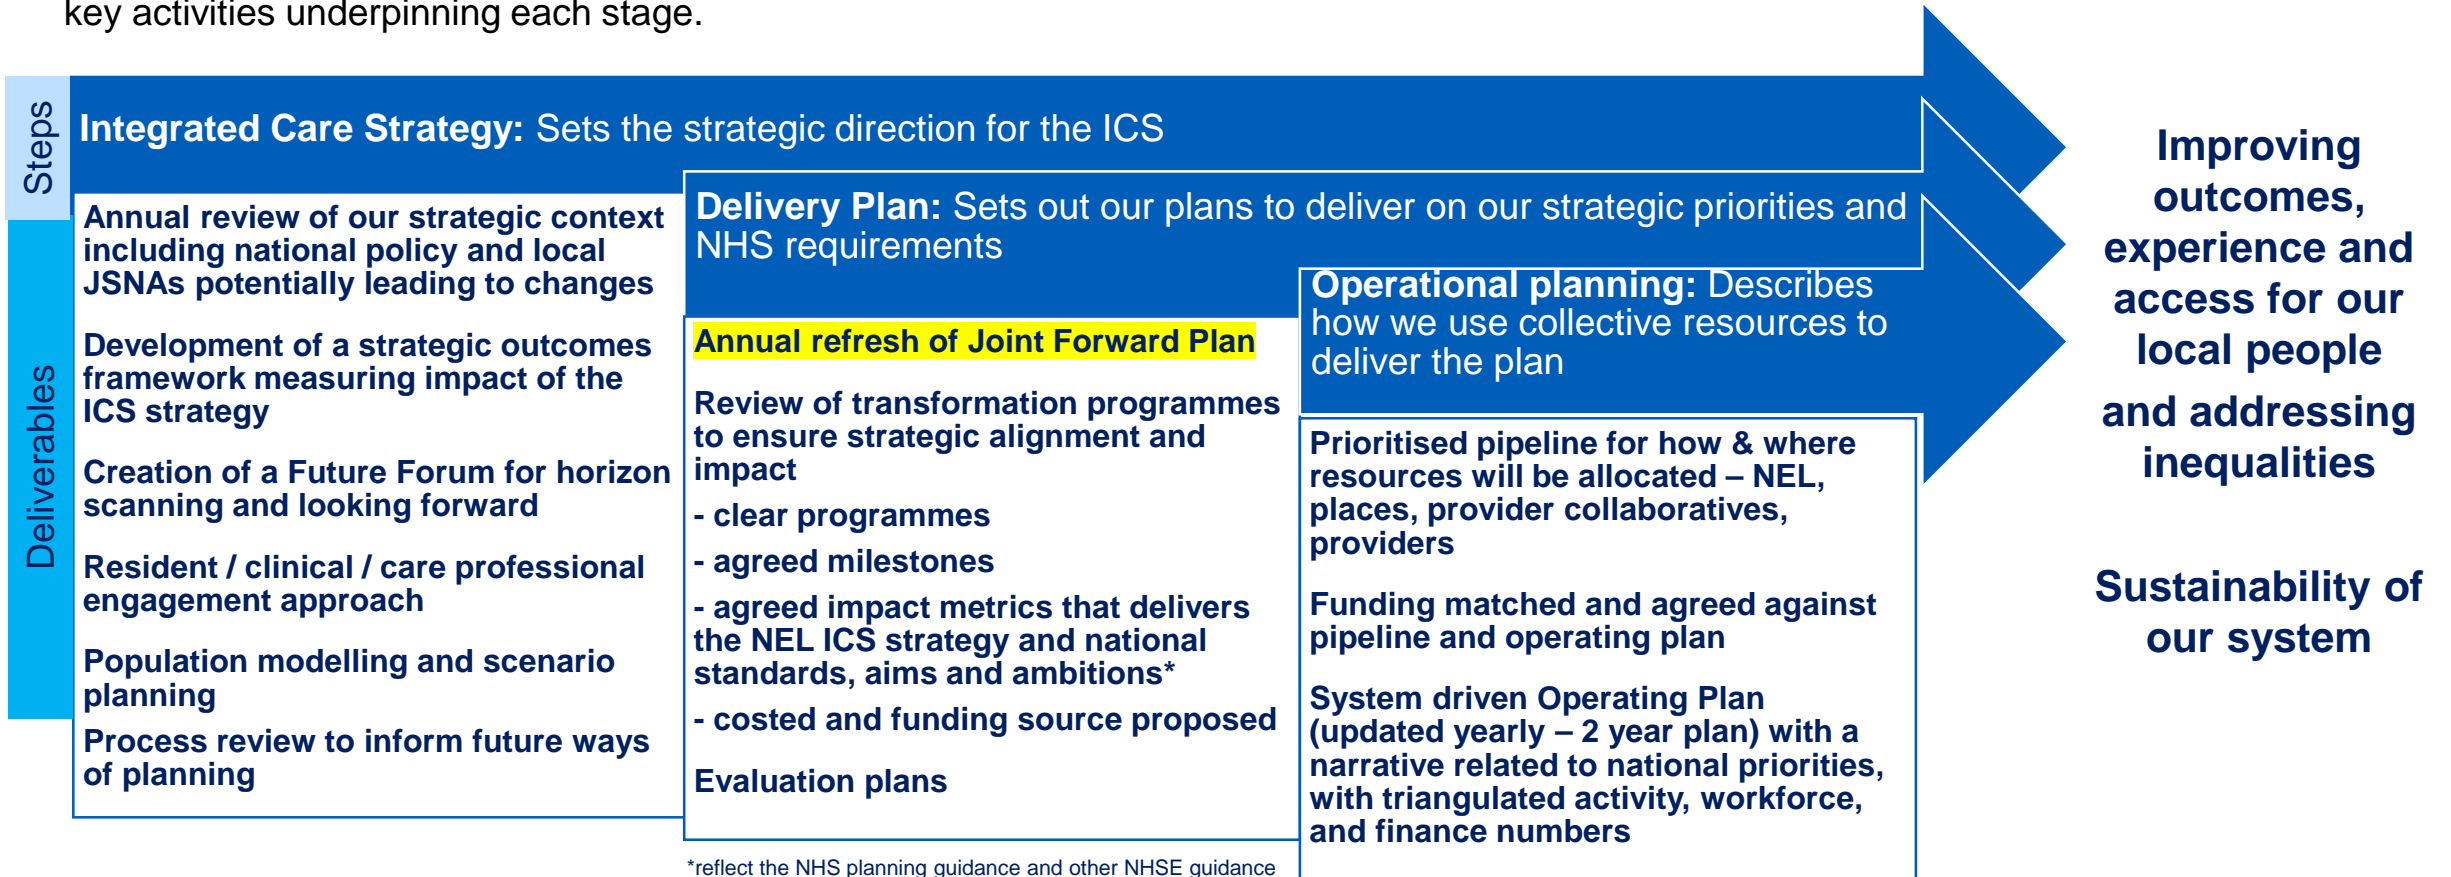 key activities underpinning each stage.
Steps
Integrated Care Strategy: Sets the strategic direction for the ICS
Deliverables
Annual review of our strategic context
including national policy and local
JSNAs potentially leading to changes
Development of a strategic outcomes
framework measuring impact of the
ICS strategy
Creation of a Future Forum for horizon
scanning and looking forward
Resident / clinical / care professional
engagement approach
Population modelling and scenario
planning
Process review to inform future ways
of planning
Delivery Plan: Sets out our plans to deliver on our strategic priorities and
NHS requirements
Annual refresh of Joint Forward Plan
Review of transformation programmes
to ensure strategic alignment and
impact
- clear programmes
- agreed milestones
- agreed impact metrics that delivers
the NEL ICS strategy and national
standards, aims and ambitions*
- costed and funding source proposed
Evaluation plans
*reflect the NHS planning guidance and other NHSE guidance
Operational planning: Describes
how we use collective resources to
deliver the plan
Prioritised pipeline for how & where
resources will be allocated – NEL,
places, provider collaboratives,
providers
Funding matched and agreed against
pipeline and operating plan
System driven Operating Plan
(updated yearly – 2 year plan) with a
narrative related to national priorities,
with triangulated activity, workforce,
and finance numbers
Improving
outcomes,
experience and
access for our
local people
and addressing
inequalities
Sustainability of
our system